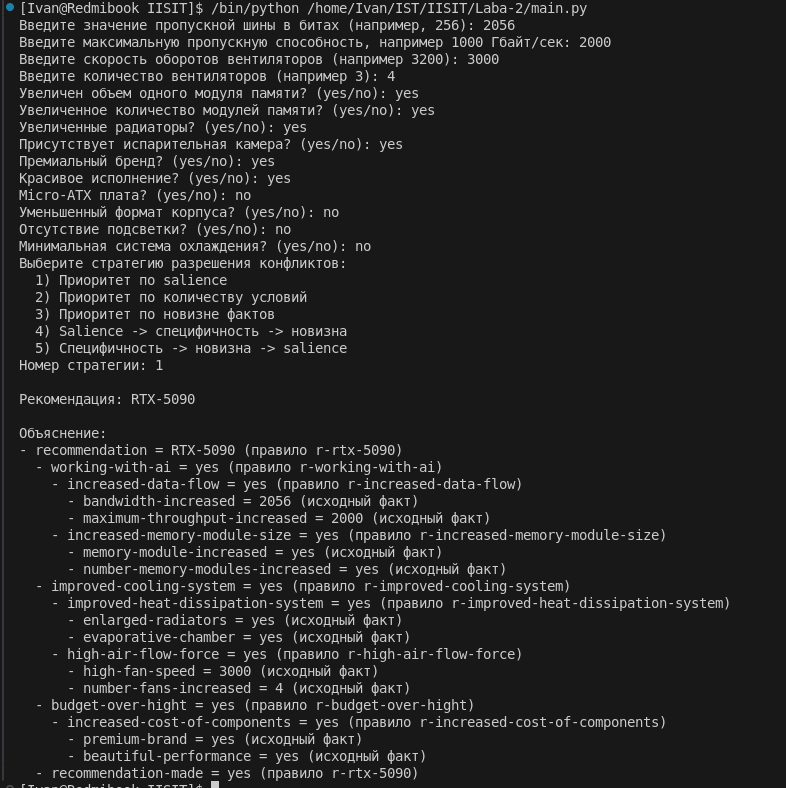 [Ivan@Redmibook IISIT]$ /bin/python /home/Ivan/IST/IISIT/Laba-2/main.py
Введите значение пропускной шины в битах (например, 256): 2056
Введите максимальную пропускную способность, например 1000 Гбайт/сек: 2000
Введите скорость оборотов вентиляторов (например 3200): 3000
Введите количество вентиляторов (например 3): 4
Увеличен объем одного модуля памяти? (yes/no): yes
Увеличенное количество модулей памяти? (yes/no): yes
Увеличенные радиаторы? (yes/no): yes
Присутствует испарительная камера? (yes/no): yes
Премиальный бренд? (yes/no): yes
Красивое исполнение? (yes/no): yes
Micro-ATX плата? (yes/no): no
Уменьшенный формат корпуса? (yes/no): no
Отсутствие подсветки? (yes/no): no
Минимальная система охлаждения? (yes/no): no
Выберите стратегию разрешения конфликтов:
1) Приоритет по salience
2) Приоритет по количеству условий
3) Приоритет по новизне фактов
4) Salience -> специфичность -> новизна
5) Специфичность -> новизна -> salience
Номер стратегии: 1
Рекомендация: RTX-5090
Объяснение:
- recommendation = RTX-5090 (правило r-rtx-5090)
- working-with-ai = yes (правило r-working-with-ai)
- increased-data-flow = yes (правило r-increased-data-flow)
- bandwidth-increased = 2056 (исходный факт)
- maximum-throughput-increased = 2000 (исходный факт)
- increased-memory-module-size = yes (правило r-increased-memory-module-size)
- memory-module-increased = yes (исходный факт)
- number-memory-modules-increased = yes (исходный факт)
- improved-cooling-system = yes (правило r-improved-cooling-system)
- improved-heat-dissipation-system = yes (правило r-improved-heat-dissipation-system)
- enlarged-radiators = yes (исходный факт)
- evaporative-chamber = yes (исходный факт)
- high-air-flow-force = yes (правило r-high-air-flow-force)
- high-fan-speed = 3000 (исходный факт)
- number-fans-increased = 4 (исходный факт)
- budget-over-hight = yes (правило r-budget-over-hight)
- increased-cost-of-components = yes (правило r-increased-cost-of-components)
- premium-brand = yes (исходный факт)
- beautiful-performance = yes (исходный факт)
- recommendation-made = yes (правило r-rtx-5090)
[Ivan@Redmibook IISIT]$